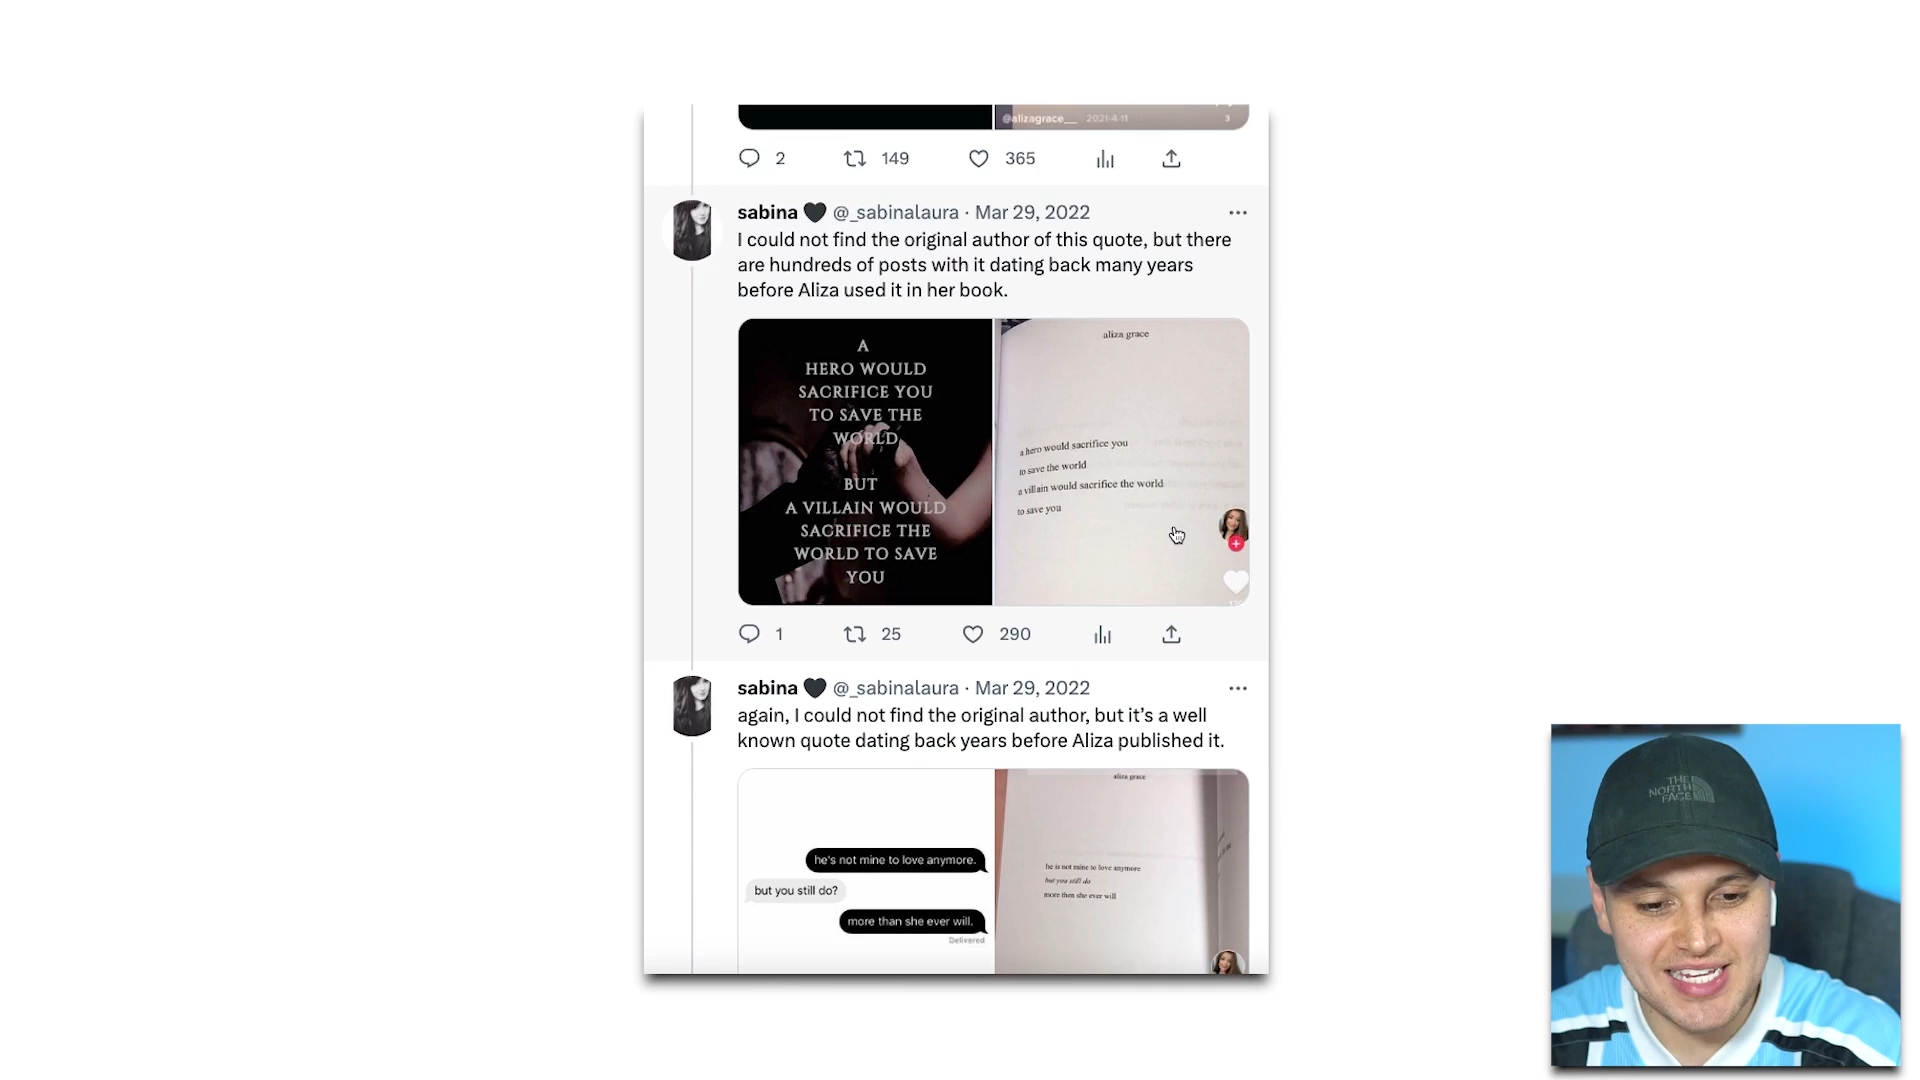 @alizagrace__ 2021-4-11 3
2 149 365
sabina 🖤 @_sabinalaura · Mar 29, 2022
I could not find the original author of this quote, but there
are hundreds of posts with it dating back many years
before Aliza used it in her book.
A
HERO WOULD
SACRIFICE YOU
TO SAVE THE
WORLD
BUT
A VILLAIN WOULD
SACRIFICE THE
WORLD TO SAVE
YOU
aliza grace
a hero would sacrifice you
to save the world
a villain would sacrifice the world
to save you
1 25 290
sabina 🖤 @_sabinalaura · Mar 29, 2022
again, I could not find the original author, but it’s a well
known quote dating back years before Aliza published it.
he's not mine to love anymore.
but you still do?
more than she ever will.
Delivered
aliza grace
he is not mine to love anymore
but you still do
more then she ever will
THE
NORTH
FACE